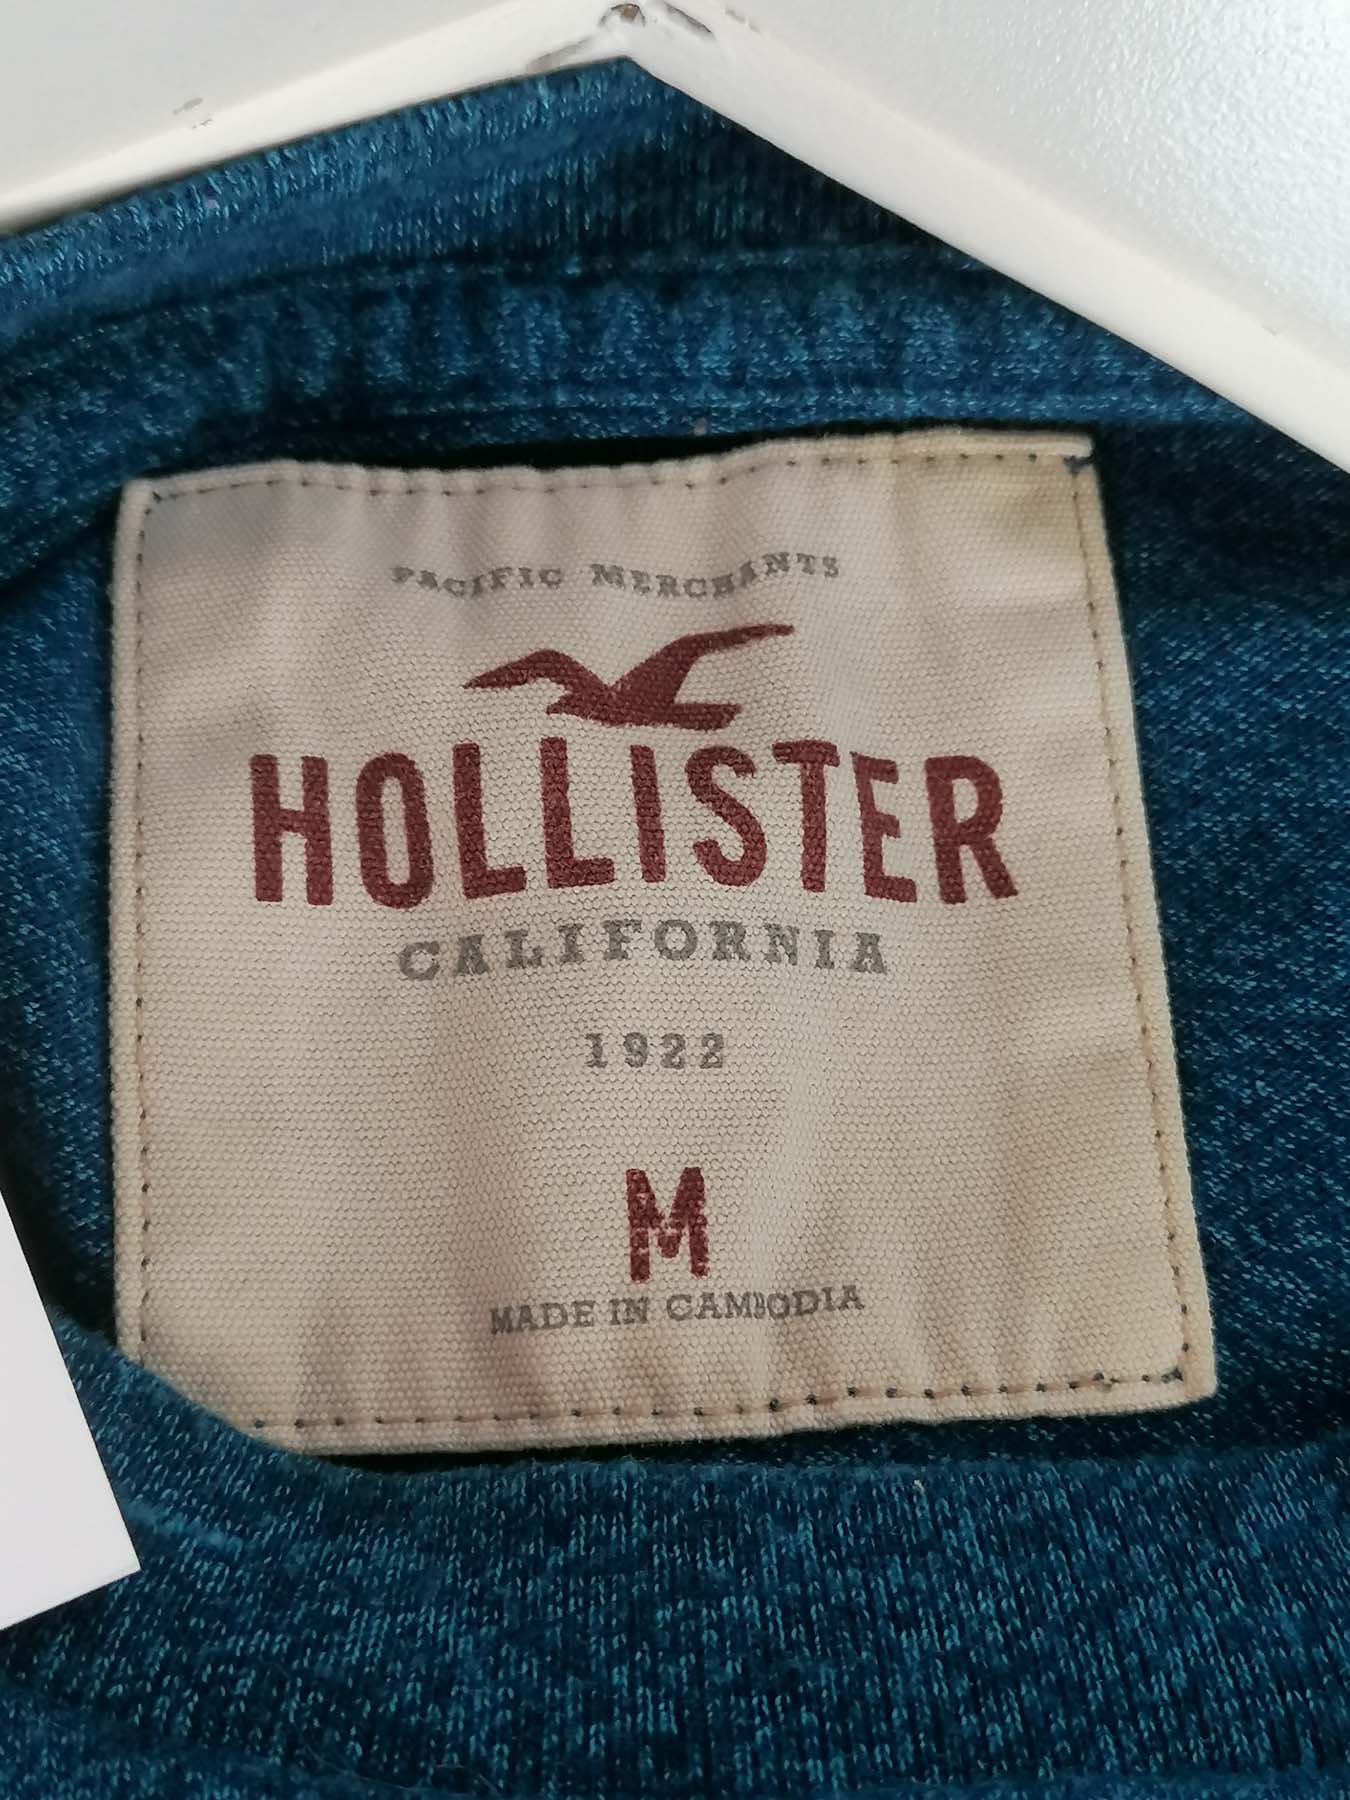 PACIFIC MERCHANTS
HOLLISTER
CALIFORNIA
1922
M
MADE IN CAMBODIA